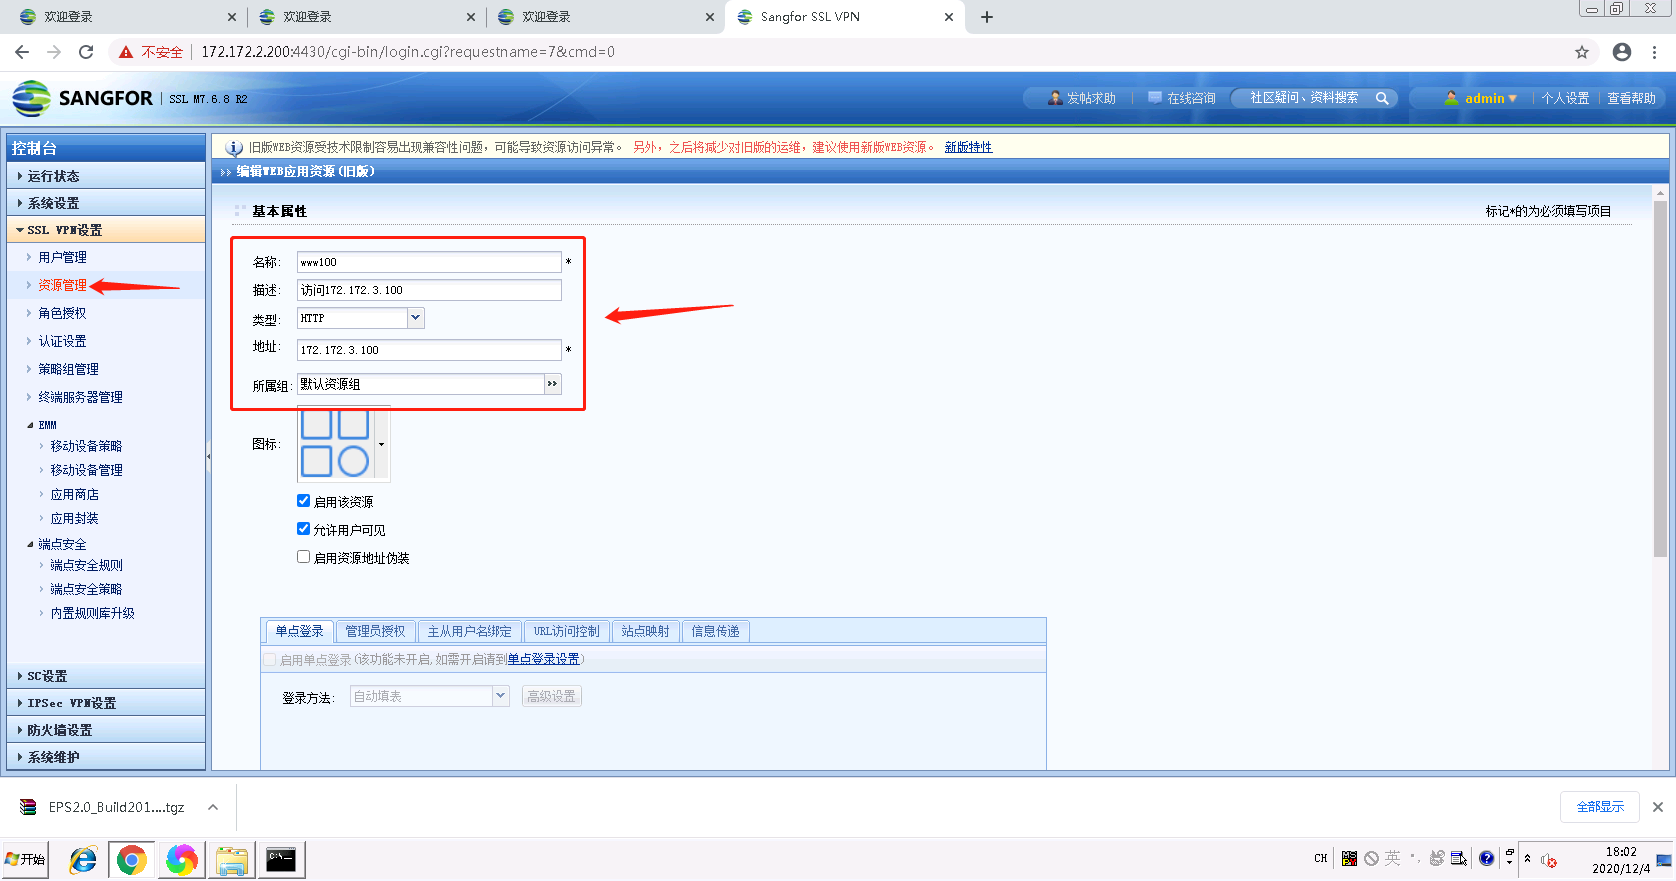 欢迎登录
欢迎登录
欢迎登录
Sangfor SSL VPN
不安全
172.172.2.200:4430/cgi-bin/login.cgi?requestname=7&cmd=0
SANGFOR
SSL M7.6.8 R2
发帖求助
在线咨询
社区疑问、资料搜索
admin
个人设置
查看帮助
控制台
旧版WEB资源受技术限制容易出现兼容性问题，可能导致资源访问异常。 另外，之后将减少对旧版的运维，建议使用新版WEB资源。 新版特性
编辑WEB应用资源(旧版)
运行状态
系统设置
SSL VPN设置
用户管理
资源管理
角色授权
认证设置
策略组管理
终端服务器管理
EMM
移动设备策略
移动设备管理
应用商店
应用封装
端点安全
端点安全规则
端点安全策略
内置规则库升级
SC设置
IPSec VPN设置
防火墙设置
系统维护
基本属性
标记*的为必须填写项目
名称: www100 *
描述: 访问172.172.3.100
类型: HTTP
地址: 172.172.3.100 *
所属组: 默认资源组
图标:
启用该资源
允许用户可见
启用资源地址伪装
单点登录 管理员授权 主从用户名绑定 URL访问控制 站点映射 信息传递
启用单点登录(该功能未开启,如需开启请到单点登录设置)
登录方法: 自动填表 高级设置
EPS2.0_Build201....tgz
全部显示
开始
C:\_
CH
英
18:02
2020/12/4